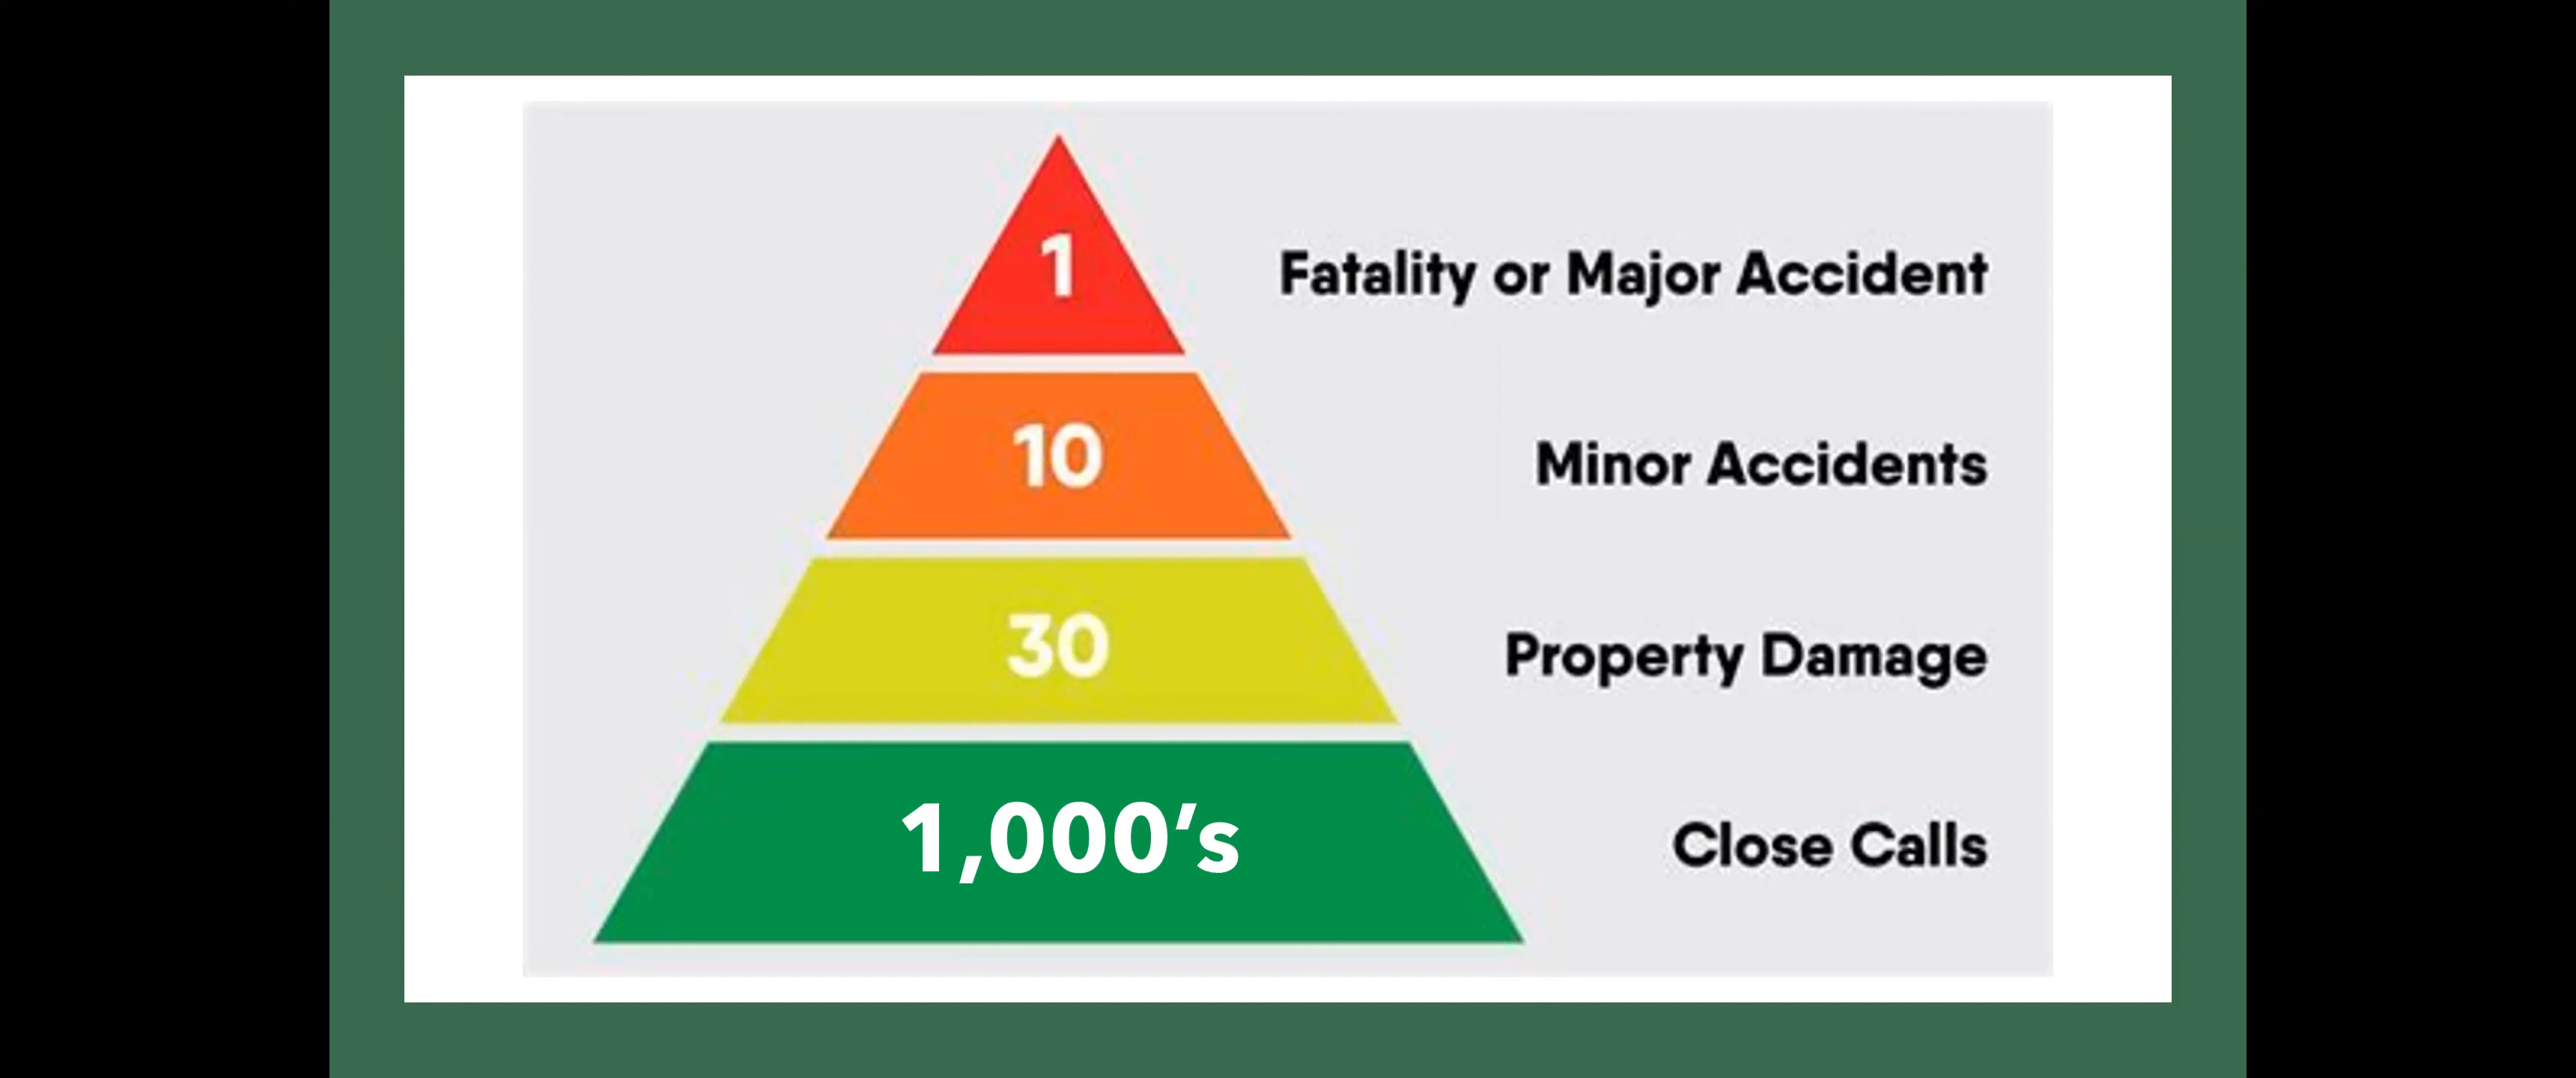 1
Fatality or Major Accident
10
Minor Accidents
30
Property Damage
1,000’s
Close Calls